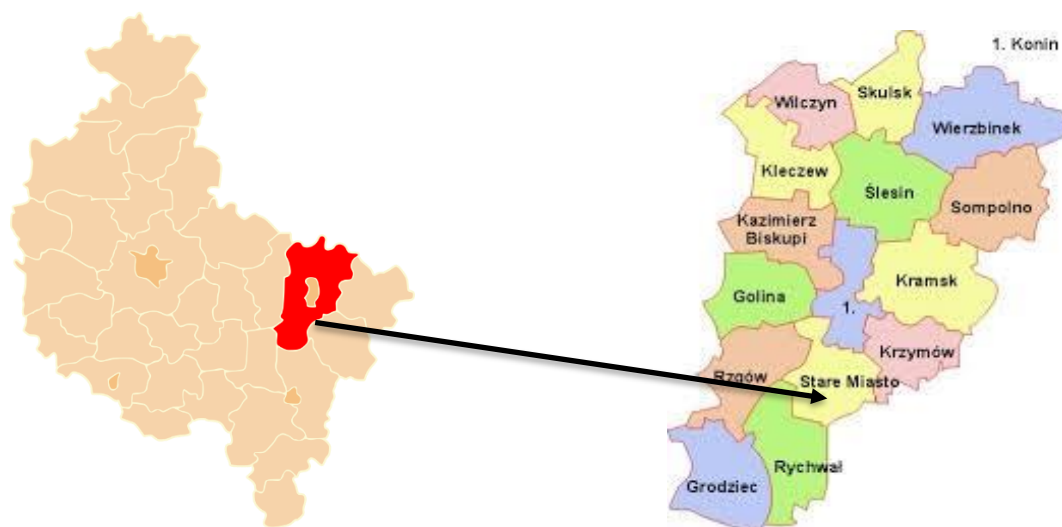 1. Konin
Skulsk
Wilczyn
Wierzbinek
Kleczew
Ślesin
Sompolno
Kazimierz
Biskupi
Kramsk
Golina
1.
Krzymów
Rzgów
Stare Miasto
Rychwał
Grodziec